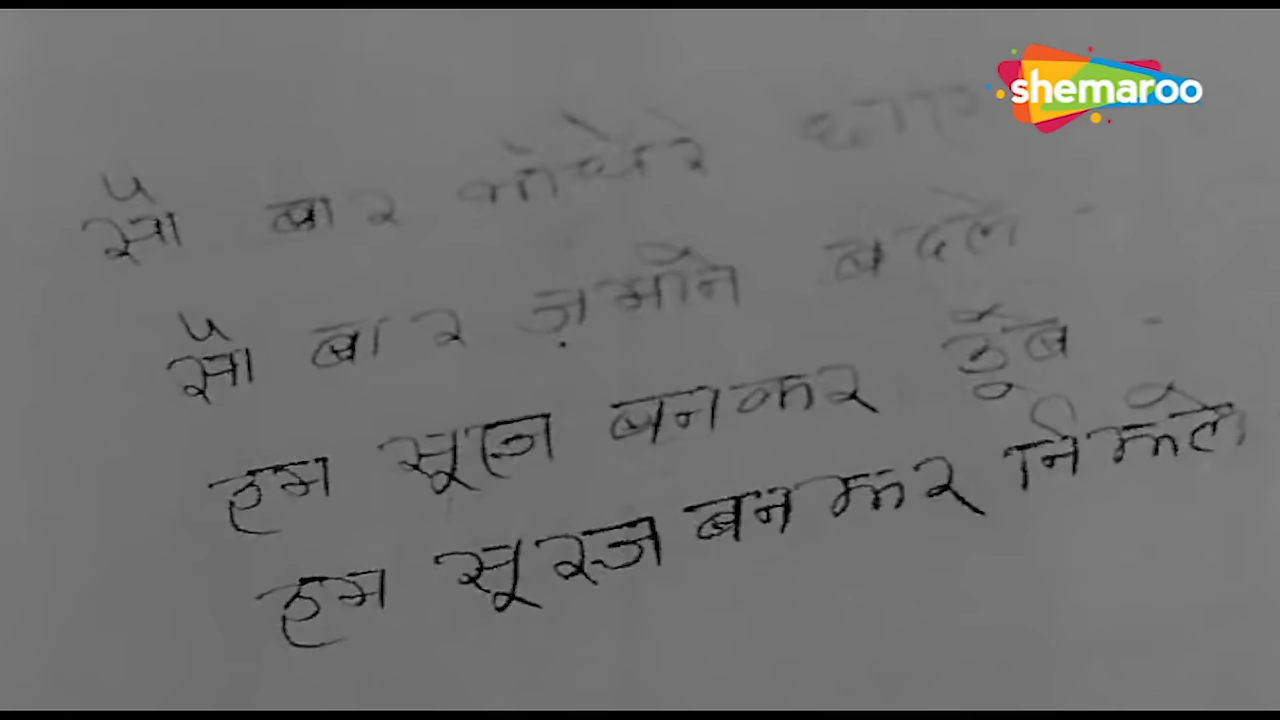 shemaroo
सौ बार अंधेरे
सौ बार ज़माने बदले -
हम सूरज बनकर डूबे -
हम सूरज बनकर निकले